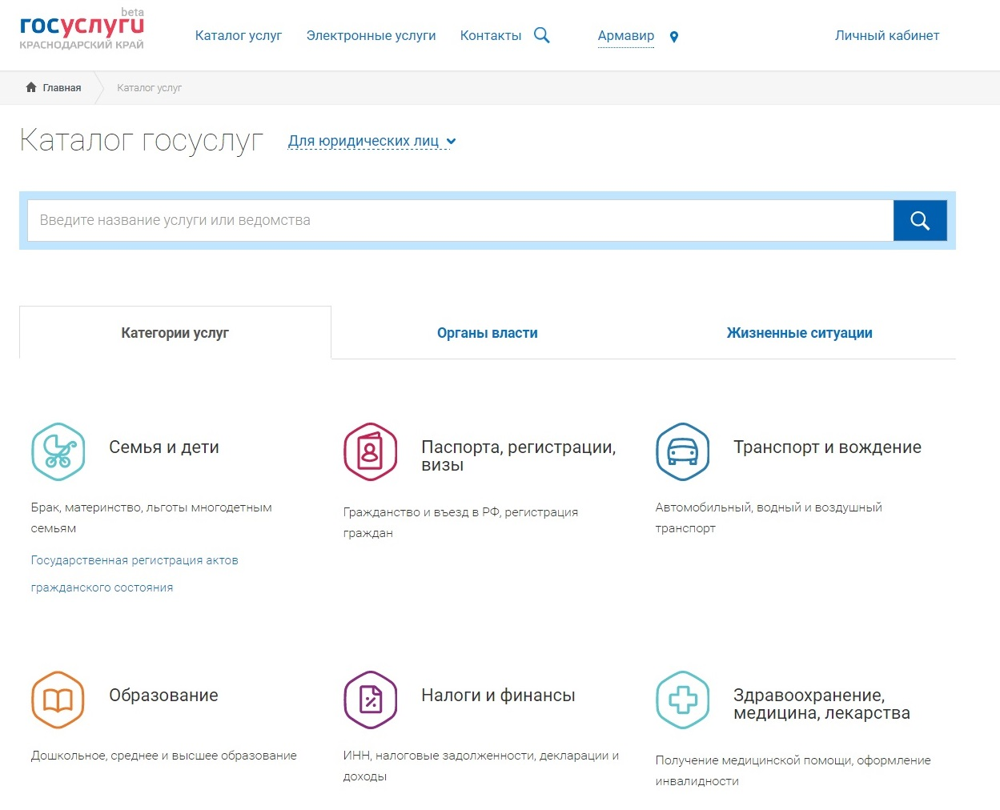 beta
госуслуги
КРАСНОДАРСКИЙ КРАЙ
Каталог услуг
Электронные услуги
Контакты
Армавир
Личный кабинет
Главная
Каталог услуг
Каталог госуслуг
Для юридических лиц
Введите название услуги или ведомства
Категории услуг
Органы власти
Жизненные ситуации
Семья и дети
Брак, материнство, льготы многодетным
семьям
Государственная регистрация актов
гражданского состояния
Паспорта, регистрации,
визы
Гражданство и въезд в РФ, регистрация
граждан
Транспорт и вождение
Автомобильный, водный и воздушный
транспорт
Образование
Дошкольное, среднее и высшее образование
Налоги и финансы
ИНН, налоговые задолженности, декларации и
доходы
Здравоохранение,
медицина, лекарства
Получение медицинской помощи, оформление
инвалидности